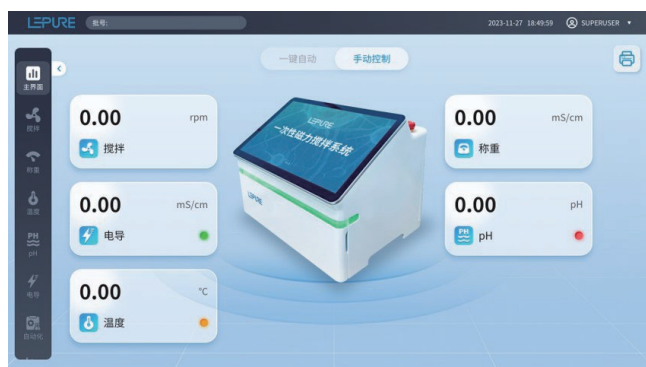 LEPURE
批号:
2023-11-27 18:49:59
SUPERUSER
一键自动
手动控制
主界面
搅拌
称重
温度
PH
pH
电导
自动化
0.00 rpm
搅拌
0.00 mS/cm
电导
0.00 ℃
温度
LEPURE
一次性磁力搅拌系统
LEPURE
0.00 mS/cm
称重
0.00 pH
PH
pH